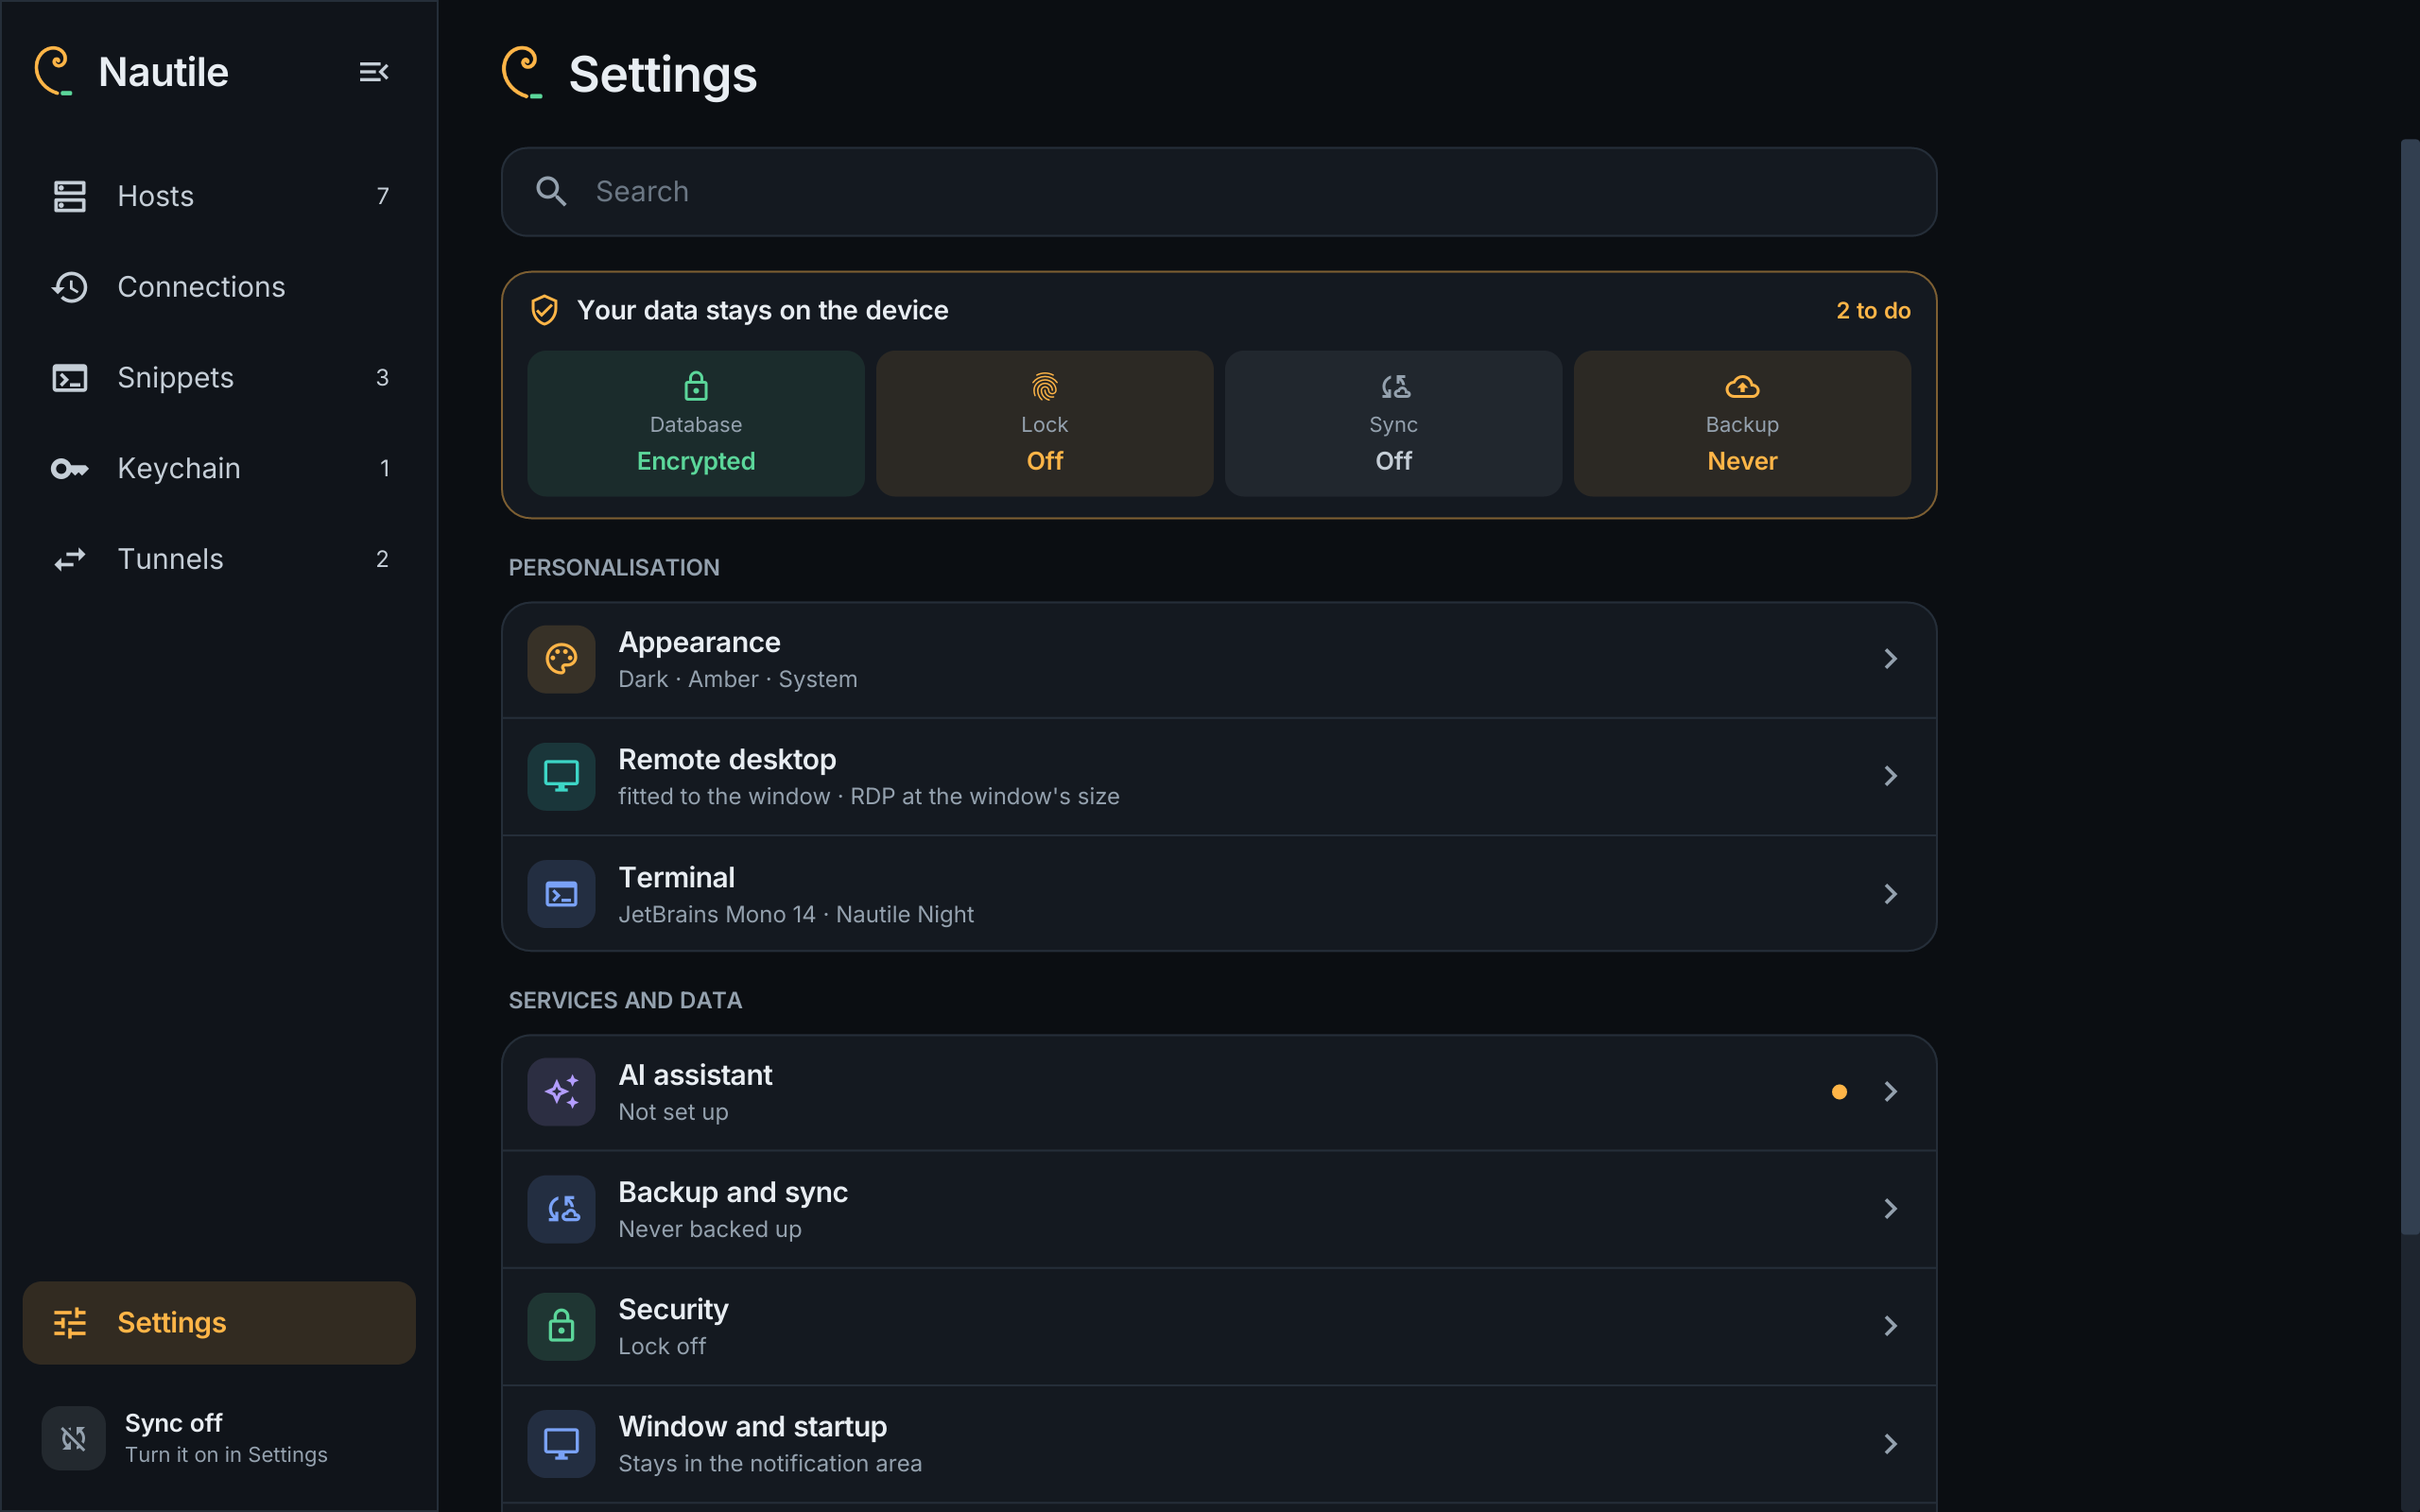 Nautile
Hosts 7
Connections
Snippets 3
Keychain 1
Tunnels 2
Settings
Sync off
Turn it on in Settings
Settings
Search
Your data stays on the device
2 to do
Database
Encrypted
Lock
Off
Sync
Off
Backup
Never
PERSONALISATION
Appearance
Dark · Amber · System
Remote desktop
fitted to the window · RDP at the window's size
Terminal
JetBrains Mono 14 · Nautile Night
SERVICES AND DATA
AI assistant
Not set up
Backup and sync
Never backed up
Security
Lock off
Window and startup
Stays in the notification area